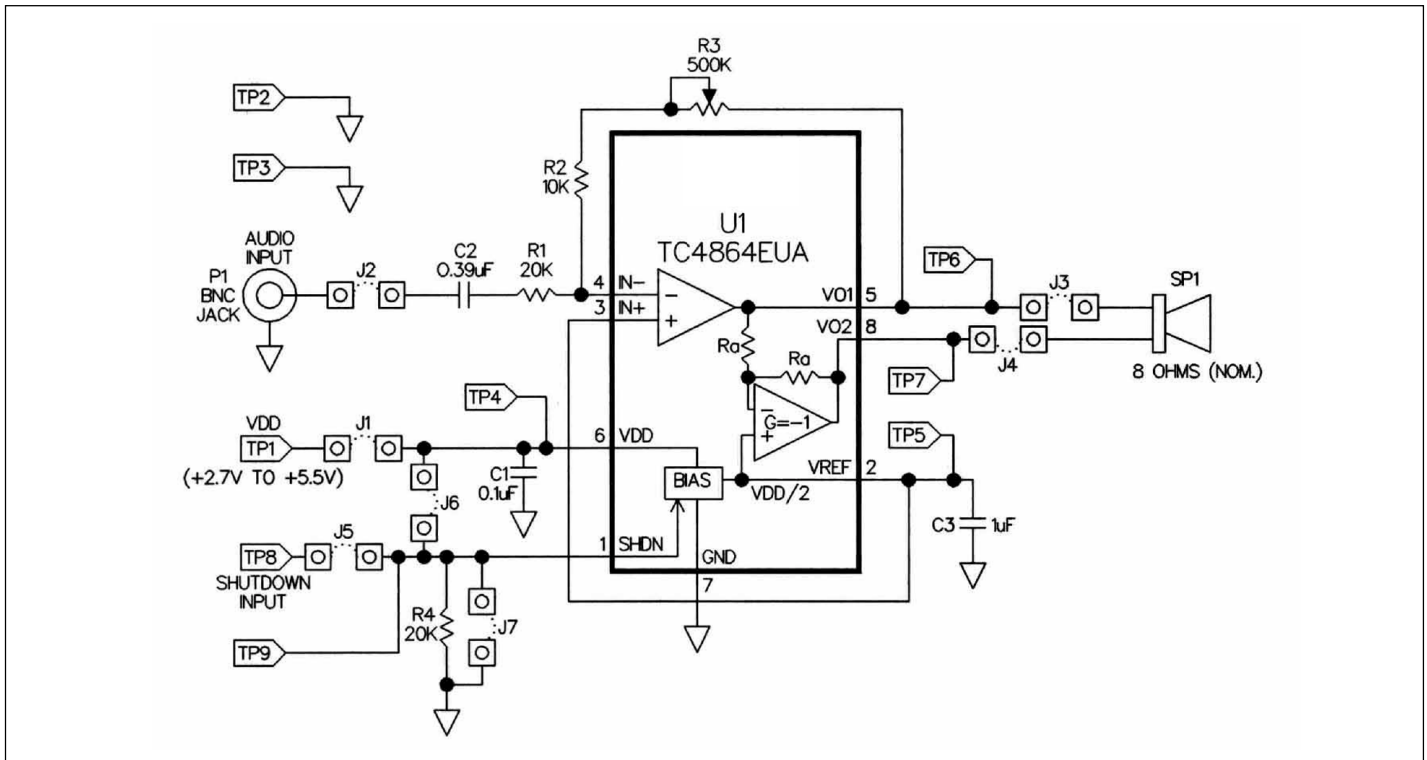 R3
500K
TP2
TP3
R2
10K
U1
TC4864EUA
AUDIO
INPUT
P1
BNC
JACK
J2
C2
0.39uF
R1
20K
4 IN-
3 IN+
-
+
VO1 5
VO2 8
TP6
J3
SP1
Ra
Ra
TP7
J4
8 OHMS (NOM.)
TP4
-
G=-1
+
TP5
VDD
TP1
J1
(+2.7V TO +5.5V)
6 VDD
C1
0.1uF
BIAS
VREF 2
VDD/2
J6
C3
1uF
TP8
J5
1 SHDN
GND
7
SHUTDOWN
INPUT
R4
20K
J7
TP9